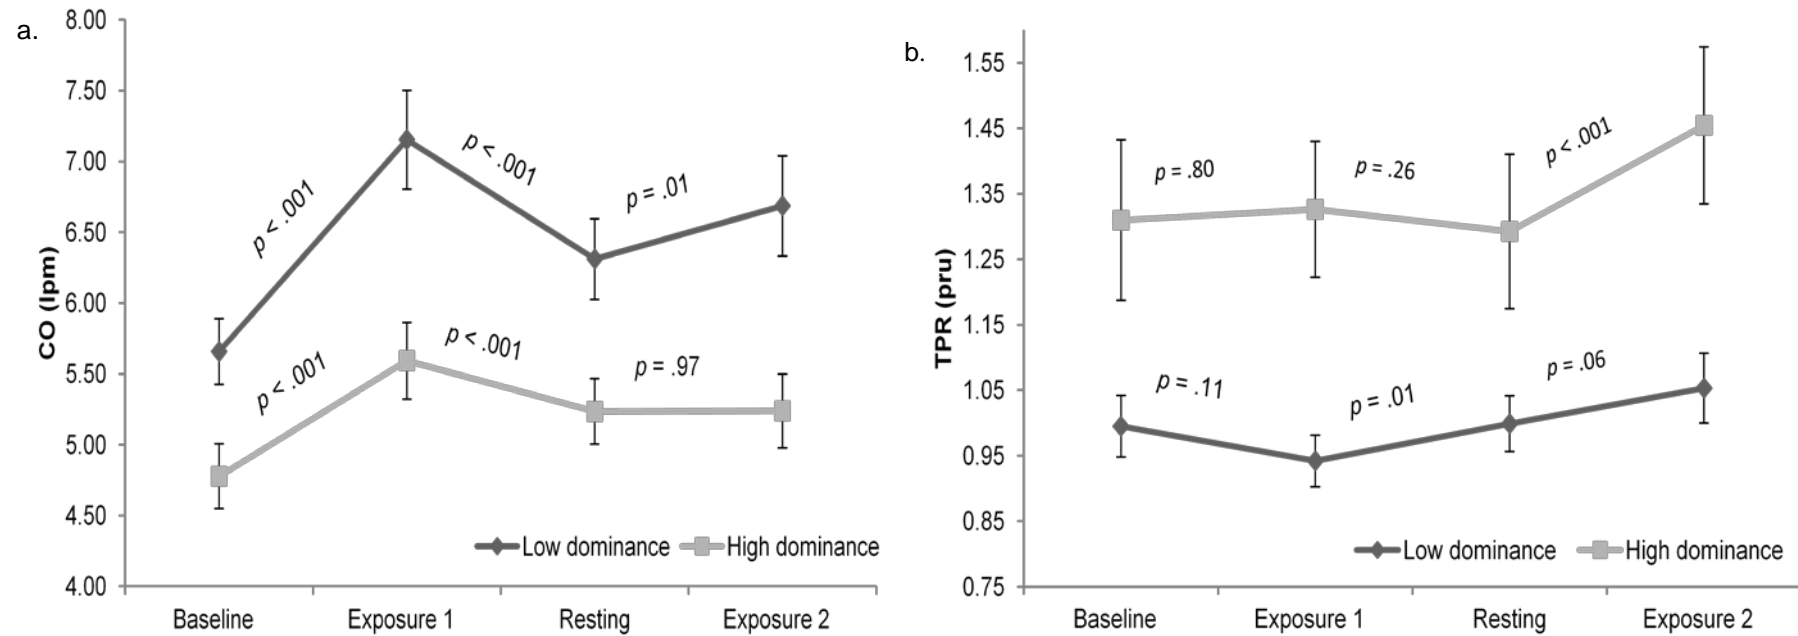 a.
8.00
7.50
7.00
6.50
6.00
5.50
5.00
4.50
4.00
CO (lpm)
p < .001
p < .001
p = .01
p < .001
p < .001
p = .97
Low dominance High dominance
Baseline Exposure 1 Resting Exposure 2
b.
1.55
1.45
1.35
1.25
1.15
1.05
0.95
0.85
0.75
TPR (pru)
p = .80
p = .26
p < .001
p = .11
p = .01
p = .06
Low dominance High dominance
Baseline Exposure 1 Resting Exposure 2